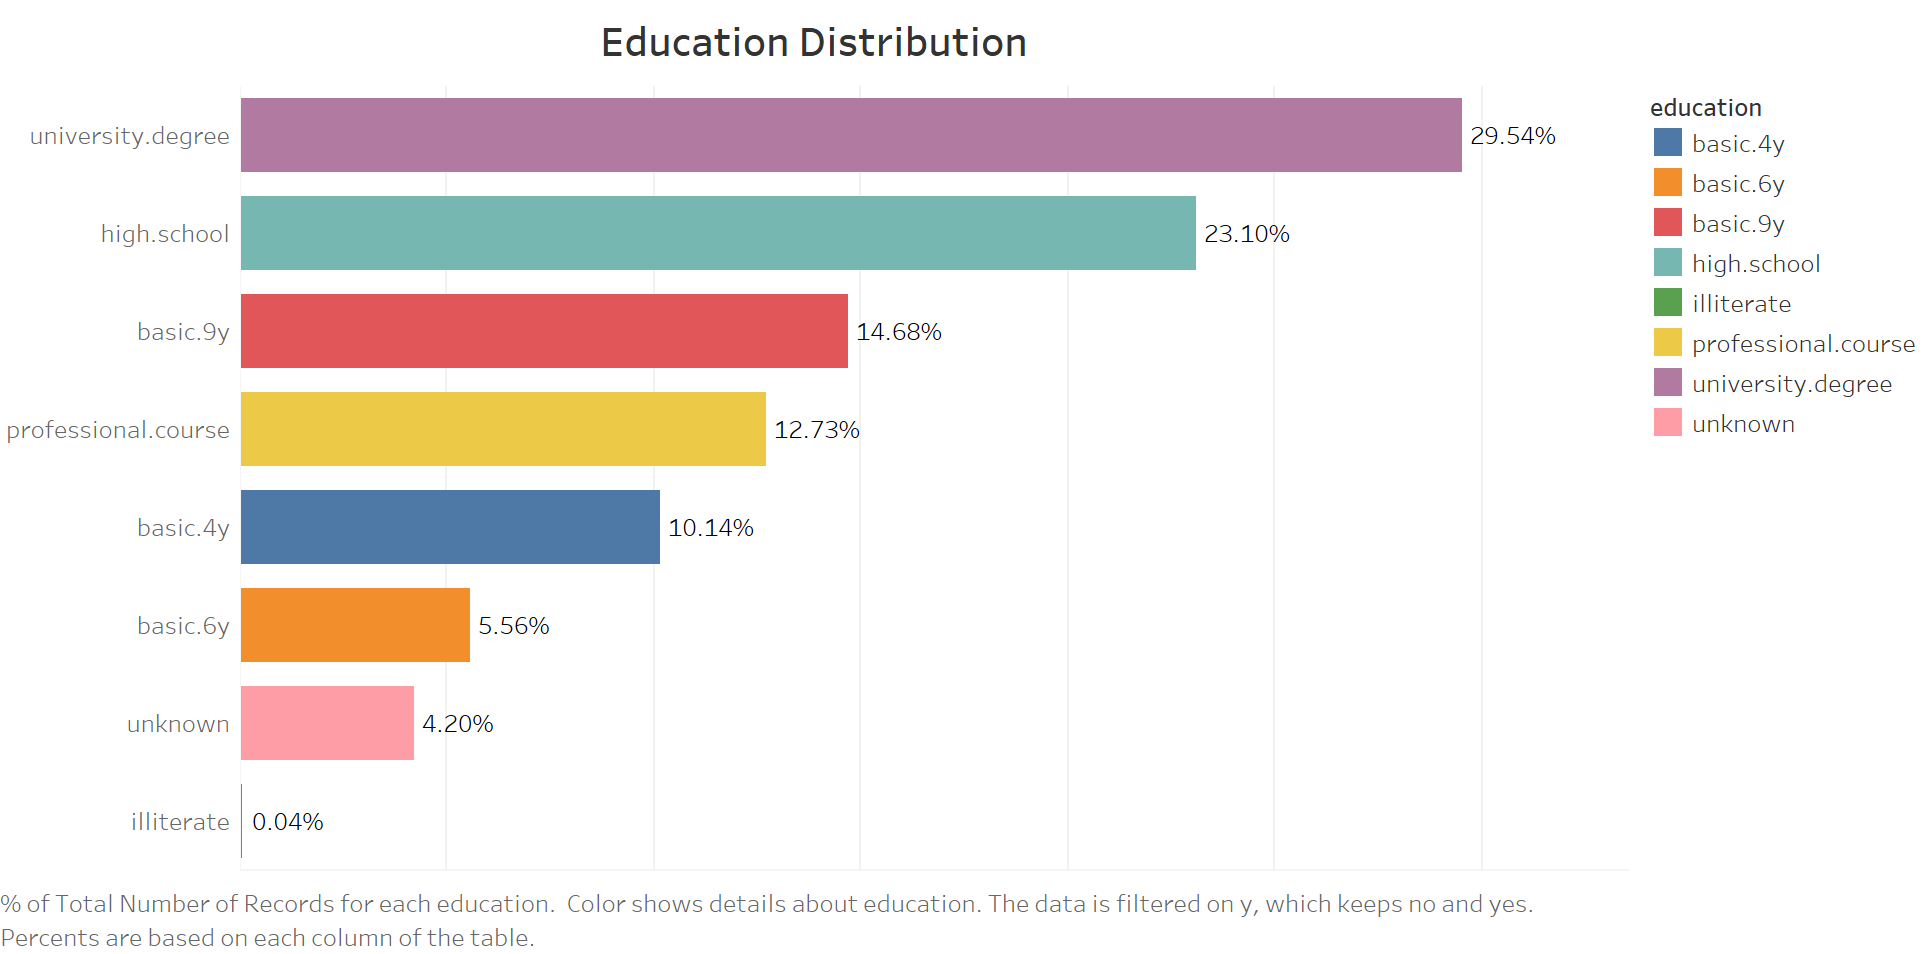 Education Distribution
university.degree
29.54%
high.school
23.10%
basic.9y
14.68%
professional.course
12.73%
basic.4y
10.14%
basic.6y
5.56%
unknown
4.20%
illiterate
0.04%
education
basic.4y
basic.6y
basic.9y
high.school
illiterate
professional.course
university.degree
unknown
% of Total Number of Records for each education.  Color shows details about education. The data is filtered on y, which keeps no and yes.
Percents are based on each column of the table.